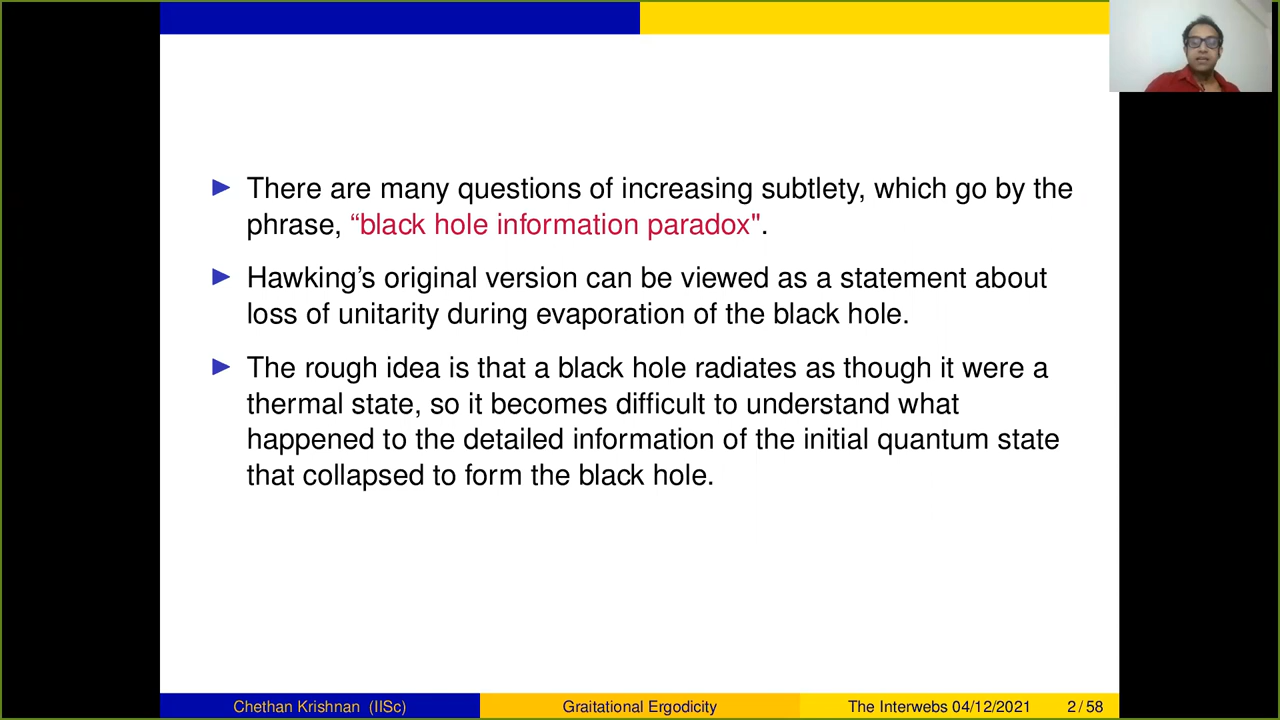 ▶ There are many questions of increasing subtlety, which go by the
phrase, “black hole information paradox".
▶ Hawking’s original version can be viewed as a statement about
loss of unitarity during evaporation of the black hole.
▶ The rough idea is that a black hole radiates as though it were a
thermal state, so it becomes difficult to understand what
happened to the detailed information of the initial quantum state
that collapsed to form the black hole.
Chethan Krishnan (IISc) Graitational Ergodicity The Interwebs 04/12/2021 2 / 58